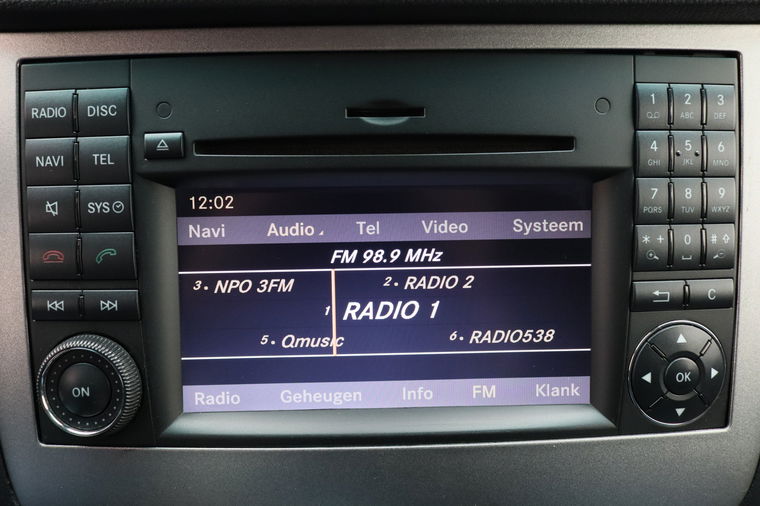 RADIO DISC
NAVI TEL
SYS
ON
12:02
Navi Audio Tel Video Systeem
FM 98.9 MHz
3 • NPO 3FM 2 • RADIO 2
1 RADIO 1
5 • Qmusic 6 • RADIO538
Radio Geheugen Info FM Klank
1 2 ABC 3 DEF
4 GHI 5 JKL 6 MNO
7 PQRS 8 TUV 9 WXYZ
* + 0 # ⇧
C
OK